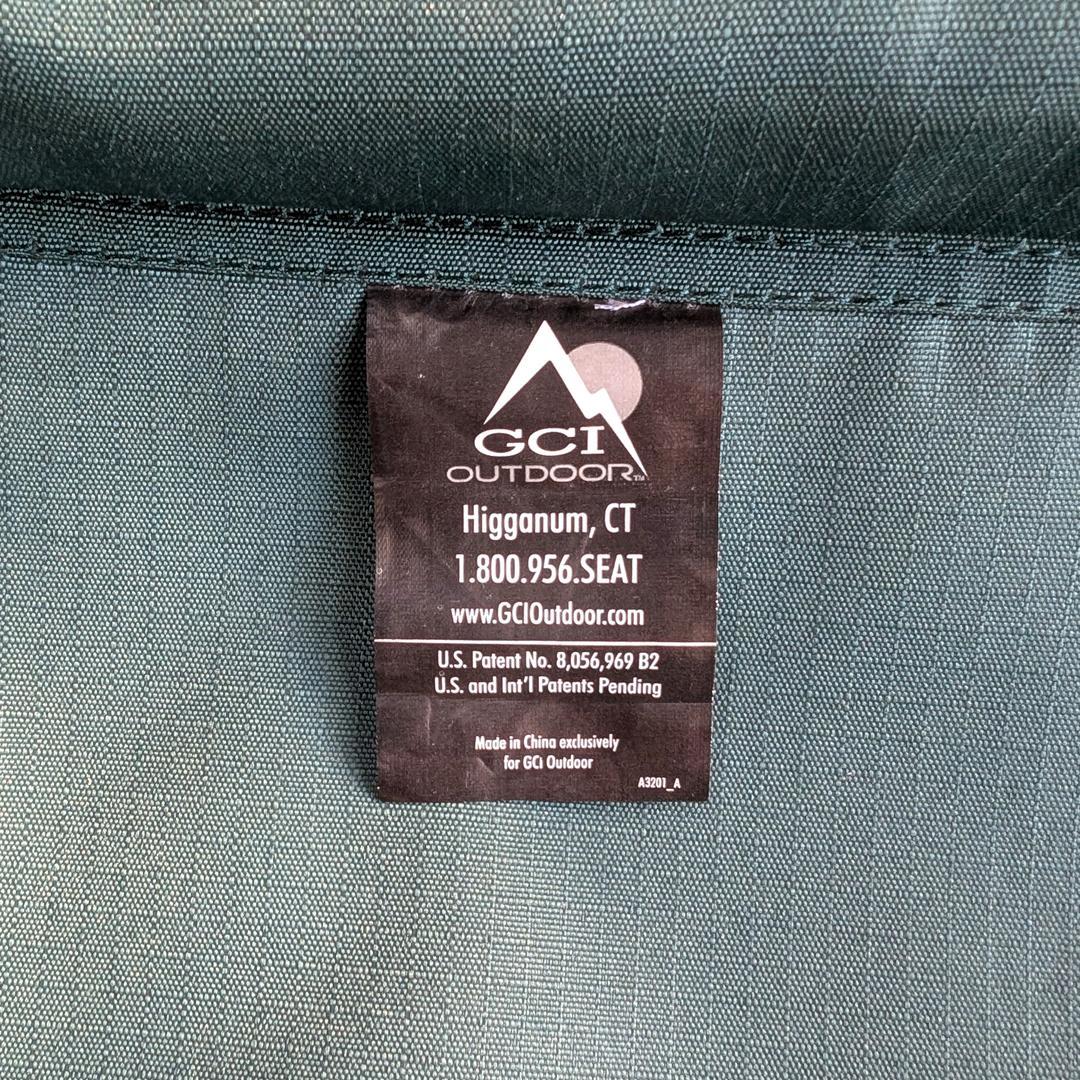 GCI
OUTDOOR™
Higganum, CT
1.800.956.SEAT
www.GCIOutdoor.com
U.S. Patent No. 8,056,969 B2
U.S. and Int'l Patents Pending
Made in China exclusively
for GCI Outdoor
A3201_A